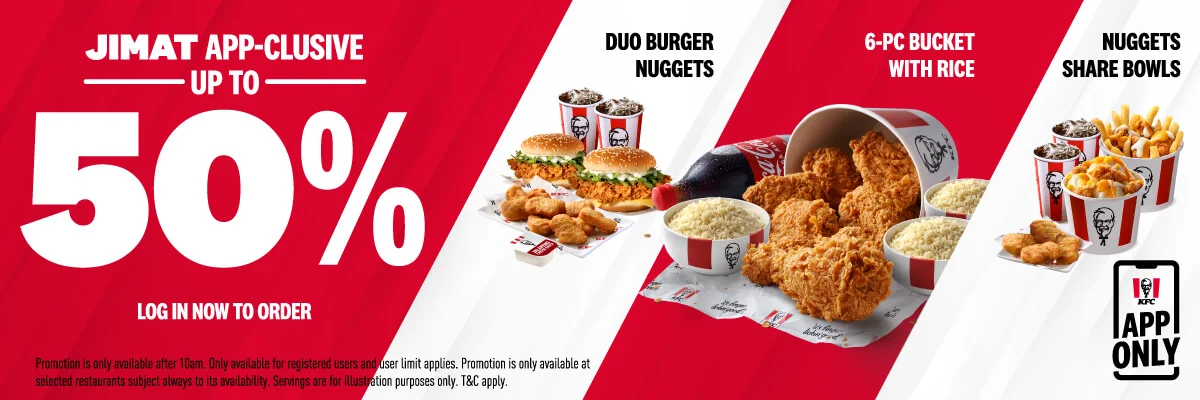 JIMAT APP-CLUSIVE
UP TO
50%
LOG IN NOW TO ORDER
Promotion is only available after 10am. Only available for registered users and user limit applies. Promotion is only available at
selected restaurants subject always to its availability. Servings are for illustration purposes only. T&C apply.
DUO BURGER
NUGGETS
6-PC BUCKET
WITH RICE
NUGGETS
SHARE BOWLS
KFC
APP
ONLY